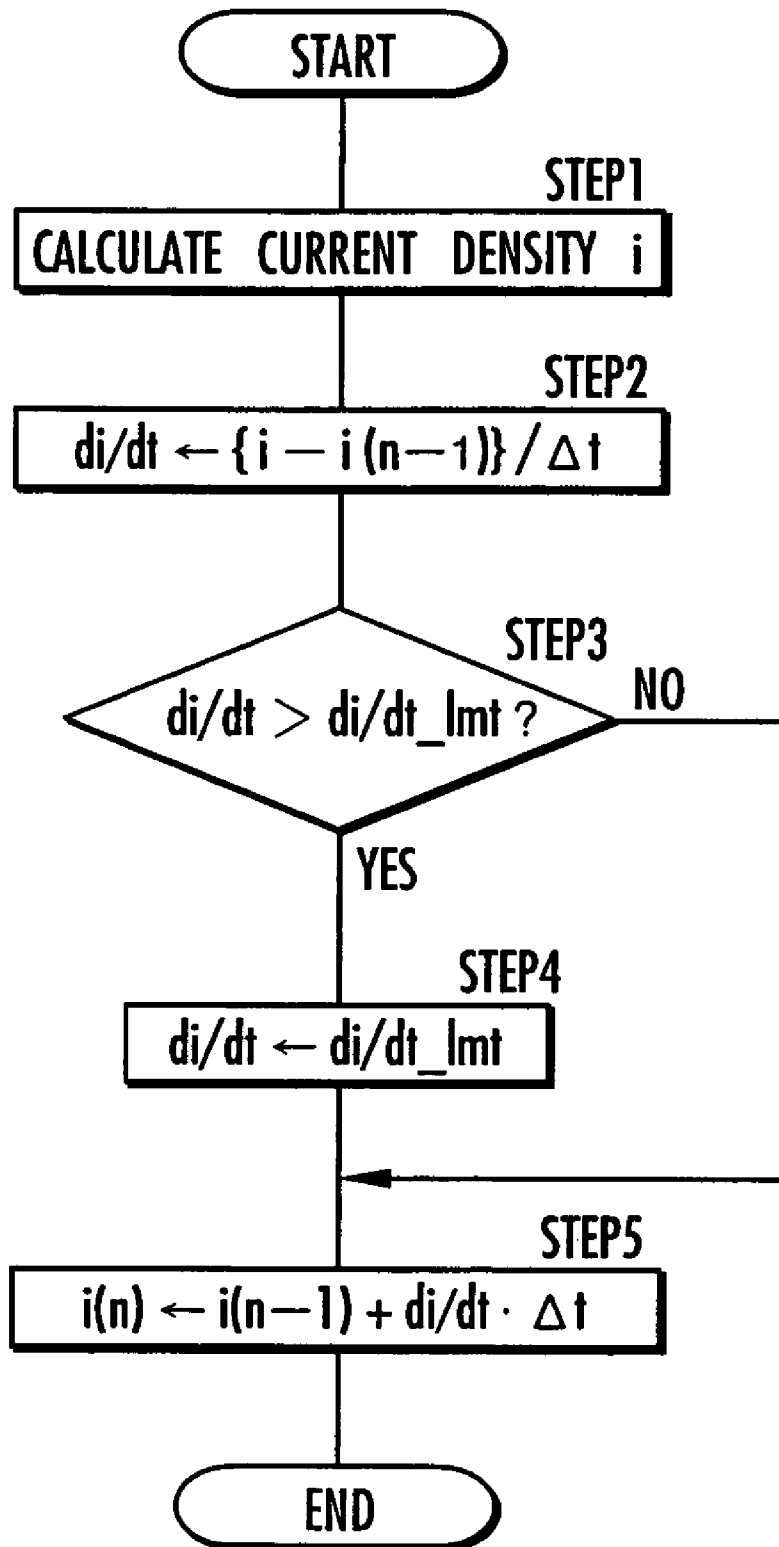 START
STEP1
CALCULATE CURRENT DENSITY i
STEP2
di/dt ← { i − i (n−1)} / Δt
STEP3
di/dt > di/dt_lmt ?
NO
YES
STEP4
di/dt ← di/dt_lmt
STEP5
i(n) ← i(n−1) + di/dt · Δt
END